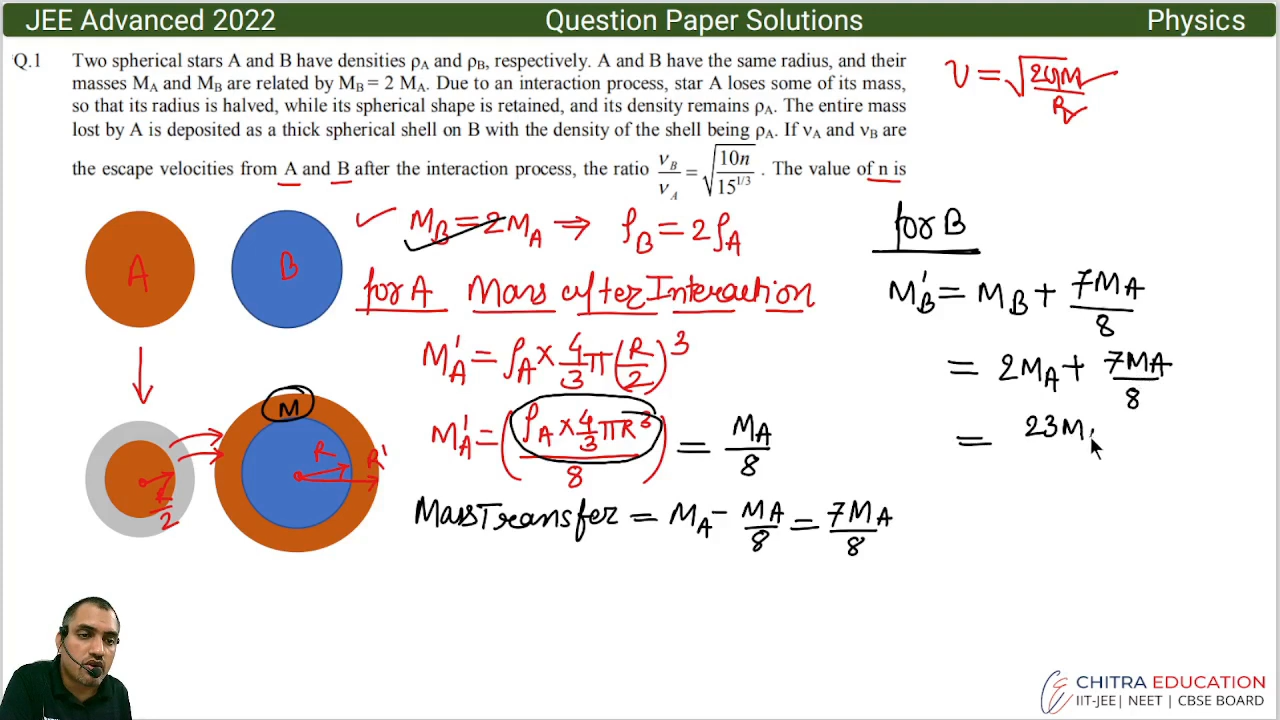 JEE Advanced 2022 Question Paper Solutions Physics
Q.1 Two spherical stars A and B have densities ρA and ρB, respectively. A and B have the same radius, and their
masses MA and MB are related by MB = 2 MA. Due to an interaction process, star A loses some of its mass,
so that its radius is halved, while its spherical shape is retained, and its density remains ρA. The entire mass
lost by A is deposited as a thick spherical shell on B with the density of the shell being ρA. If vA and vB are
the escape velocities from A and B after the interaction process, the ratio vB/vA = √(10n/15^1/3). The value of n is
v = √(2GM/R)
A
B
MB = 2MA ⇒ ρB = 2ρA
for A Mass after Interaction
MA' = ρA × 4/3 π(R/2)^3
MA' = (ρA × 4/3 πR^3 / 8) = MA/8
Mass Transfer = MA − MA/8 = 7MA/8
for B
MB' = MB + 7MA/8
= 2MA + 7MA/8
= 23M
M
R
R'
R/2
CHITRA EDUCATION
IIT-JEE| NEET | CBSE BOARD